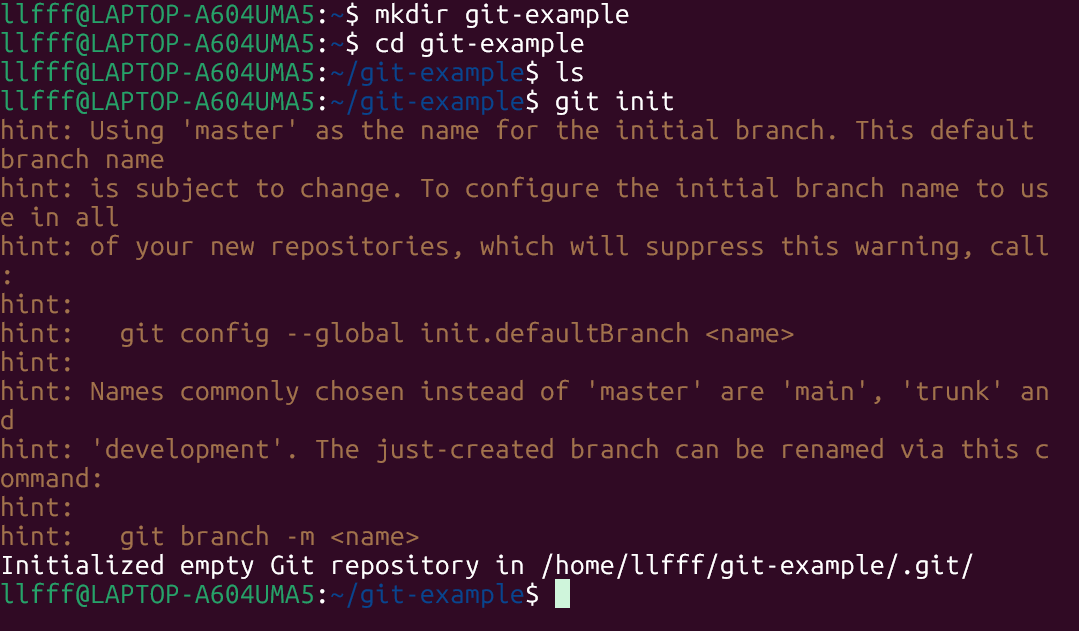 llfff@LAPTOP-A604UMA5:~$ mkdir git-example
llfff@LAPTOP-A604UMA5:~$ cd git-example
llfff@LAPTOP-A604UMA5:~/git-example$ ls
llfff@LAPTOP-A604UMA5:~/git-example$ git init
hint: Using 'master' as the name for the initial branch. This default
branch name
hint: is subject to change. To configure the initial branch name to us
e in all
hint: of your new repositories, which will suppress this warning, call
:
hint:
hint:   git config --global init.defaultBranch <name>
hint:
hint: Names commonly chosen instead of 'master' are 'main', 'trunk' an
d
hint: 'development'. The just-created branch can be renamed via this c
ommand:
hint:
hint:   git branch -m <name>
Initialized empty Git repository in /home/llfff/git-example/.git/
llfff@LAPTOP-A604UMA5:~/git-example$